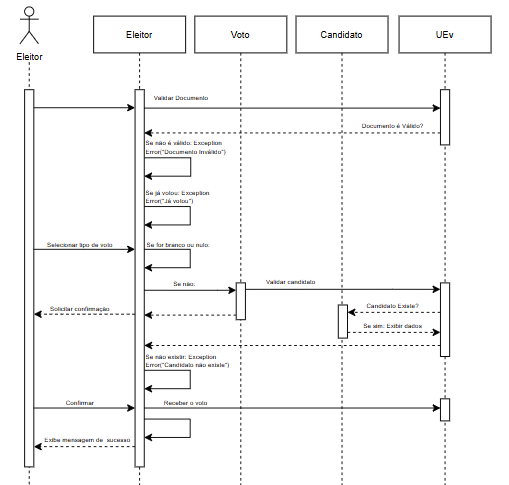 Eleitor
Eleitor
Voto
Candidato
UEv
Validar Documento
Documento é Válido?
Se não é válido: Exception
Error("Documento Inválido")
Se já votou: Exception
Error("Já votou")
Selecionar tipo de voto
Se for branco ou nulo:
Se não:
Validar candidato
Solicitar confirmação
Candidato Existe?
Se sim: Exibir dados
Se não existir: Exception
Error("Candidato não existe")
Confirmar
Receber o voto
Exibe mensagem de sucesso